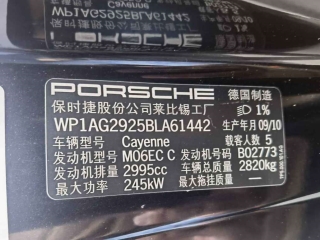 WP1AG2925BLA61442
Cayenne
PORSCHE 德国制造
保时捷股份公司莱比锡工厂 1%
WP1AG2925BLA61442 生产年月 09/10
车辆型号 Cayenne 载客人数 5
发动机型号 M06EC C 发动机号 B02773
发动机排量 2995cc 车辆总质量 2820kg
最大功率 245kW 最大拖挂质量 -